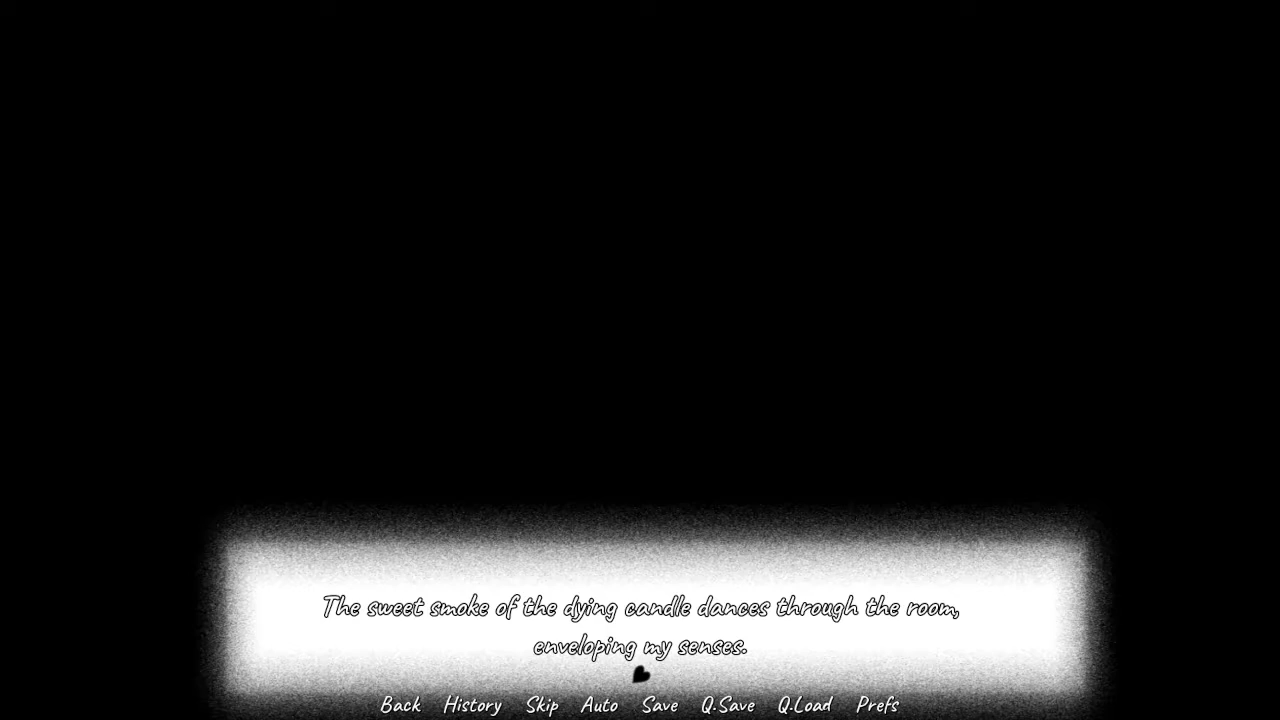 The sweet smoke of the dying candle dances through the room,
enveloping my senses.
Back History Skip Auto Save Q.Save Q.Load Prefs